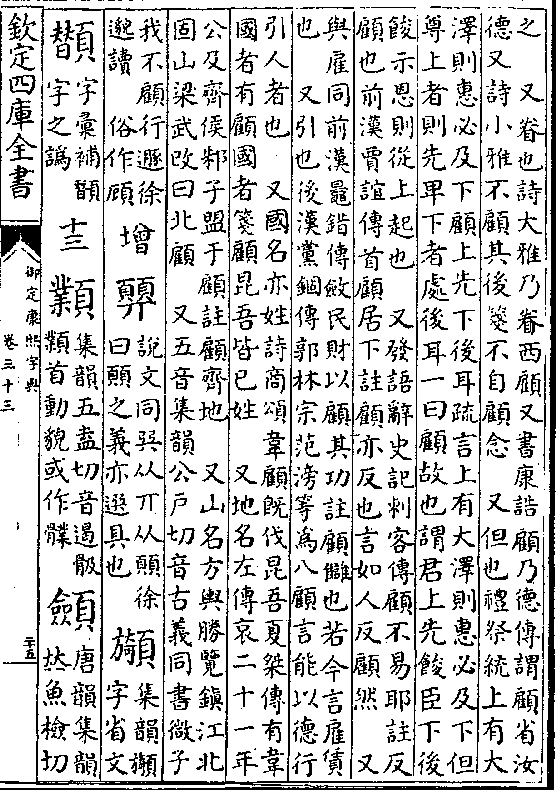 之　又眷也詩大雅乃眷西顧又書康誥顧乃德傳謂顧省汝
德又詩小雅不顧其後箋不自顧念　又但也禮祭統上有大
澤則惠必及下顧上先下後耳疏言上有大澤則惠必及下但
尊上者則先卑下者處後耳一曰顧故也謂君上先餕臣下後
餕示恩則從上起也　又發語辭史記刺客傳顧不易耶註反
顧也前漢賈誼傳首顧居下註顧亦反也言如人反顧然　又
與雇同前漢鼂錯傳斂民財以顧其功註顧讎也若今言雇賃
也　又引也後漢黨錮傳郭林宗范滂等爲八顧言能以德行
引人者也　又國名亦姓詩商頌韋顧旣伐昆吾夏桀傳有韋
國者有顧國者箋顧昆吾皆已姓　又地名左傳哀二十一年
公及齊侯邾子盟于顧註顧齊地　又山名方輿勝覽鎮江北
固山梁武攺曰北顧　又五音集韻公戶切音古義同書微子
我不顧行遯徐邈讀　俗作頋　增顨說文同巽从丌从頭徐曰頭之義亦選具也　䫏集韻䫏字省文
䫏字彙補顮字之譌　十三　䫫集韻五盍切音遏骰䫫首動貌或作䯅　顩唐韻集韻𠀤魚檢切
欽定四庫全書
御定康熙字典
卷三十三
二十五